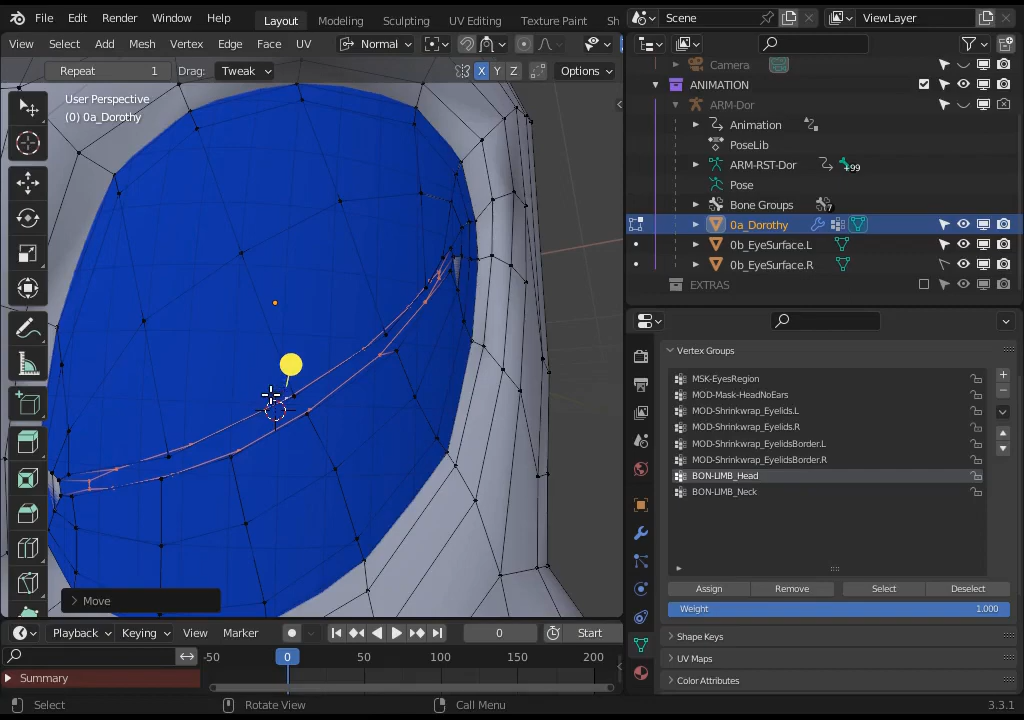 File Edit Render Window Help Layout Modeling Sculpting UV Editing Texture Paint Sh Scene ViewLayer
View Select Add Mesh Vertex Edge Face UV Normal
Repeat 1 Drag: Tweak X Y Z Options
User Perspective
(0) 0a_Dorothy
Camera
ANIMATION
ARM-Dor
Animation
PoseLib
ARM-RST-Dor +99
Pose
Bone Groups 17
0a_Dorothy
0b_EyeSurface.L
0b_EyeSurface.R
EXTRAS
Vertex Groups
MSK-EyesRegion
MOD-Mask-HeadNoEars
MOD-Shrinkwrap_Eyelids.L
MOD-Shrinkwrap_Eyelids.R
MOD-Shrinkwrap_EyelidsBorder.L
MOD-Shrinkwrap_EyelidsBorder.R
BON-LIMB_Head
BON-LIMB_Neck
Assign Remove Select Deselect
Weight 1.000
Shape Keys
UV Maps
Color Attributes
Move
Playback Keying View Marker 0 Start
-50 0 50 100 150 200
Summary
Select Rotate View Call Menu 3.3.1